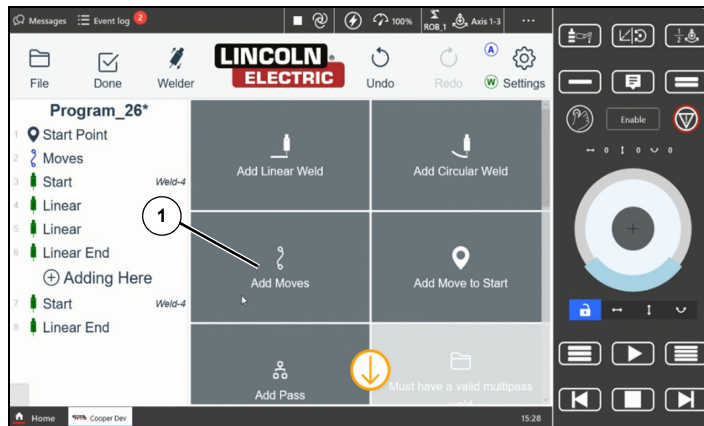 Messages
Event log
2
100%
Σ
ROB_1
Axis 1-3
...
File
Done
Welder
LINCOLN
ELECTRIC
Undo
Redo
A
W
Settings
Program_26*
1 Start Point
2 Moves
3 Start Weld-4
4 Linear
5 Linear
6 Linear End
Adding Here
7 Start Weld-4
8 Linear End
Add Linear Weld
Add Circular Weld
1
Add Moves
Add Move to Start
Add Pass
Must have a valid multipass
Home
Cooper Dev
15:28
Enable
0 0 0